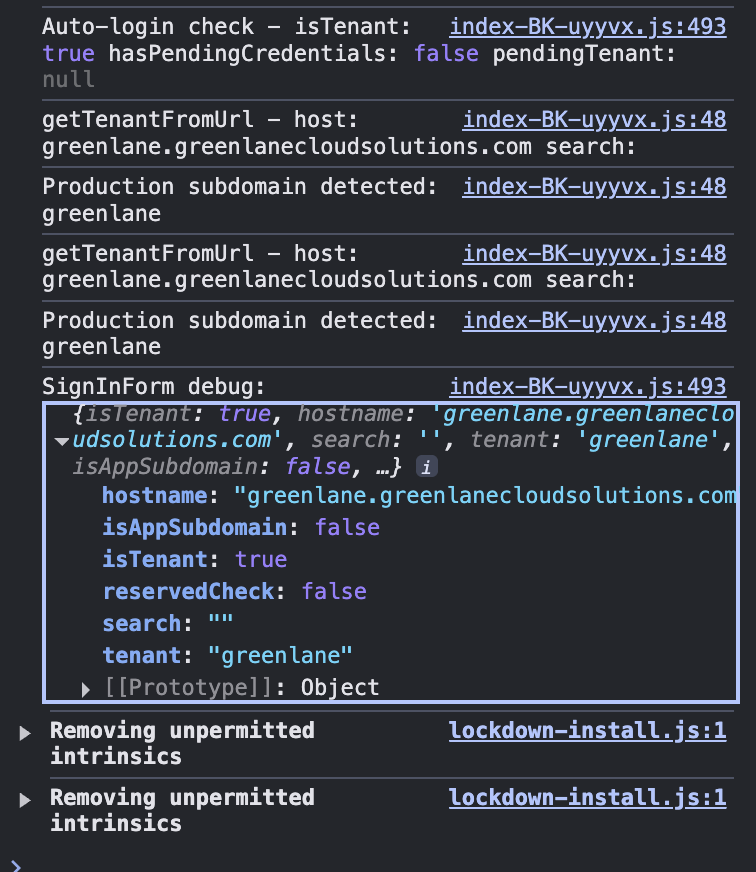 Auto-login check - isTenant: index-BK-uyyvx.js:493
true hasPendingCredentials: false pendingTenant:
null
getTenantFromUrl - host: index-BK-uyyvx.js:48
greenlane.greenlanecloudsolutions.com search:
Production subdomain detected: index-BK-uyyvx.js:48
greenlane
getTenantFromUrl - host: index-BK-uyyvx.js:48
greenlane.greenlanecloudsolutions.com search:
Production subdomain detected: index-BK-uyyvx.js:48
greenlane
SignInForm debug: index-BK-uyyvx.js:493
{isTenant: true, hostname: 'greenlane.greenlaneclo
udsolutions.com', search: '', tenant: 'greenlane',
isAppSubdomain: false, …} i
hostname: "greenlane.greenlanecloudsolutions.com
isAppSubdomain: false
isTenant: true
reservedCheck: false
search: ""
tenant: "greenlane"
[[Prototype]]: Object
Removing unpermitted lockdown-install.js:1
intrinsics
Removing unpermitted lockdown-install.js:1
intrinsics